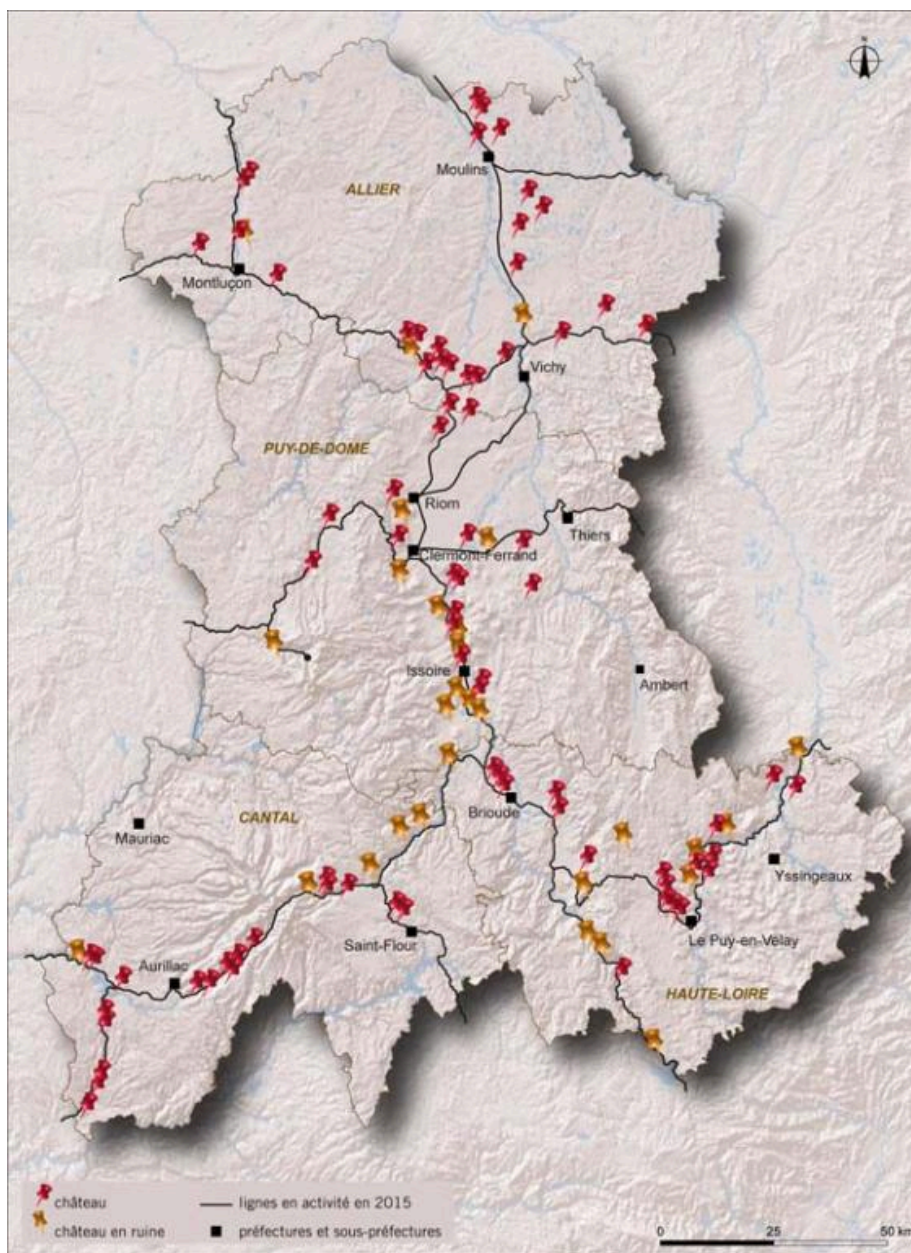 N
Moulins
ALLIER
Montluçon
Vichy
PUY-DE-DOME
Riom
Thiers
Clermont-Ferrand
Issoire
Ambert
Brioude
CANTAL
Mauriac
Yssingeaux
Saint-Flour
Le Puy-en-Velay
Aurillac
HAUTE-LOIRE
château
lignes en activité en 2015
château en ruine
préfectures et sous-préfectures
0 25 50 km